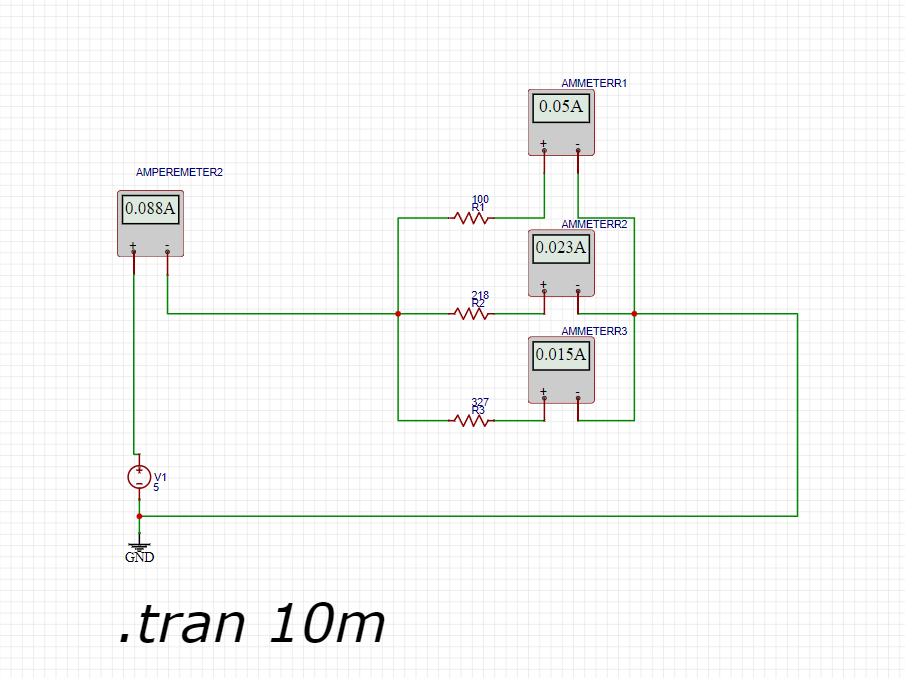 AMMETERR1
0.05A
+ -
AMPEREMETER2
0.088A
+ -
100
R1
AMMETERR2
0.023A
+ -
218
R2
AMMETERR3
0.015A
+ -
327
R3
V1
5
GND
.tran 10m